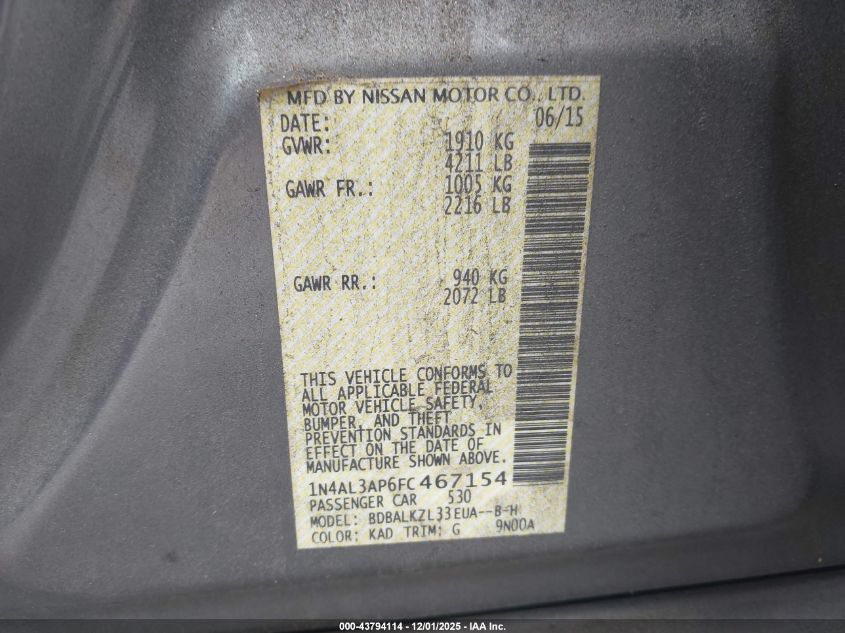 MFD BY NISSAN MOTOR CO., LTD.
DATE: 06/15
GVWR: 1910 KG
4211 LB
GAWR FR.: 1005 KG
2216 LB
GAWR RR.: 940 KG
2072 LB
THIS VEHICLE CONFORMS TO
ALL APPLICABLE FEDERAL
MOTOR VEHICLE SAFETY,
BUMPER, AND THEFT
PREVENTION STANDARDS IN
EFFECT ON THE DATE OF
MANUFACTURE SHOWN ABOVE.
1N4AL3AP6FC467154
PASSENGER CAR 530
MODEL: BDBALKZL33EUA--B-H
COLOR: KAD TRIM: G 9N00A
000-43794114 - 12/01/2025 - IAA Inc.